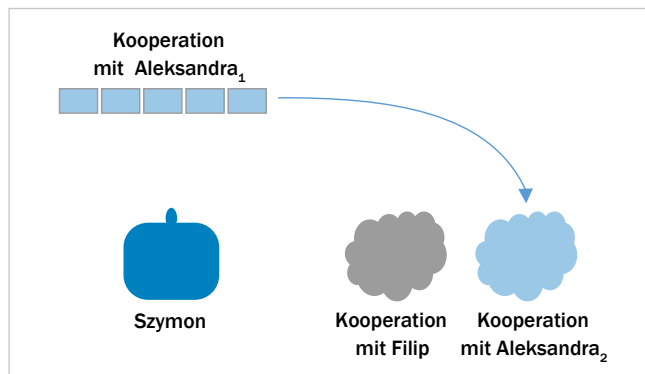 Kooperation
mit Aleksandra₁
Szymon
Kooperation
mit Filip
Kooperation
mit Aleksandra₂